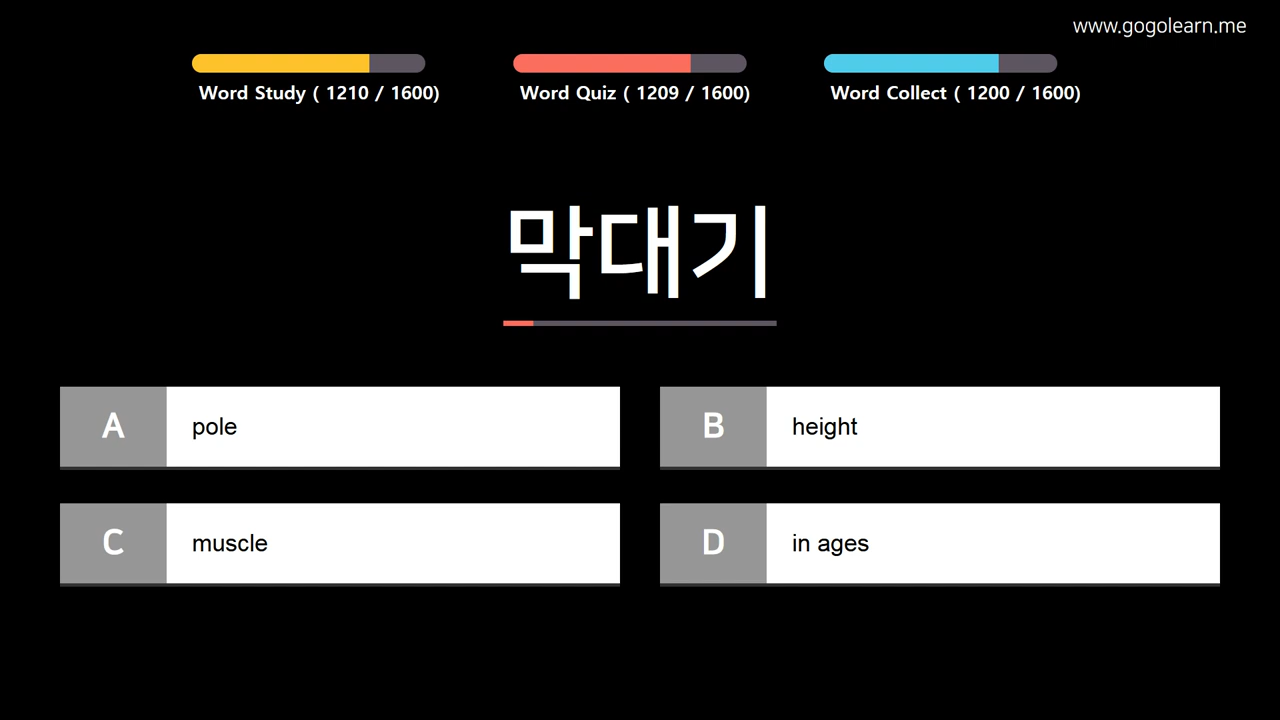 www.gogolearn.me
Word Study ( 1210 / 1600)
Word Quiz ( 1209 / 1600)
Word Collect ( 1200 / 1600)
막대기
A pole
B height
C muscle
D in ages